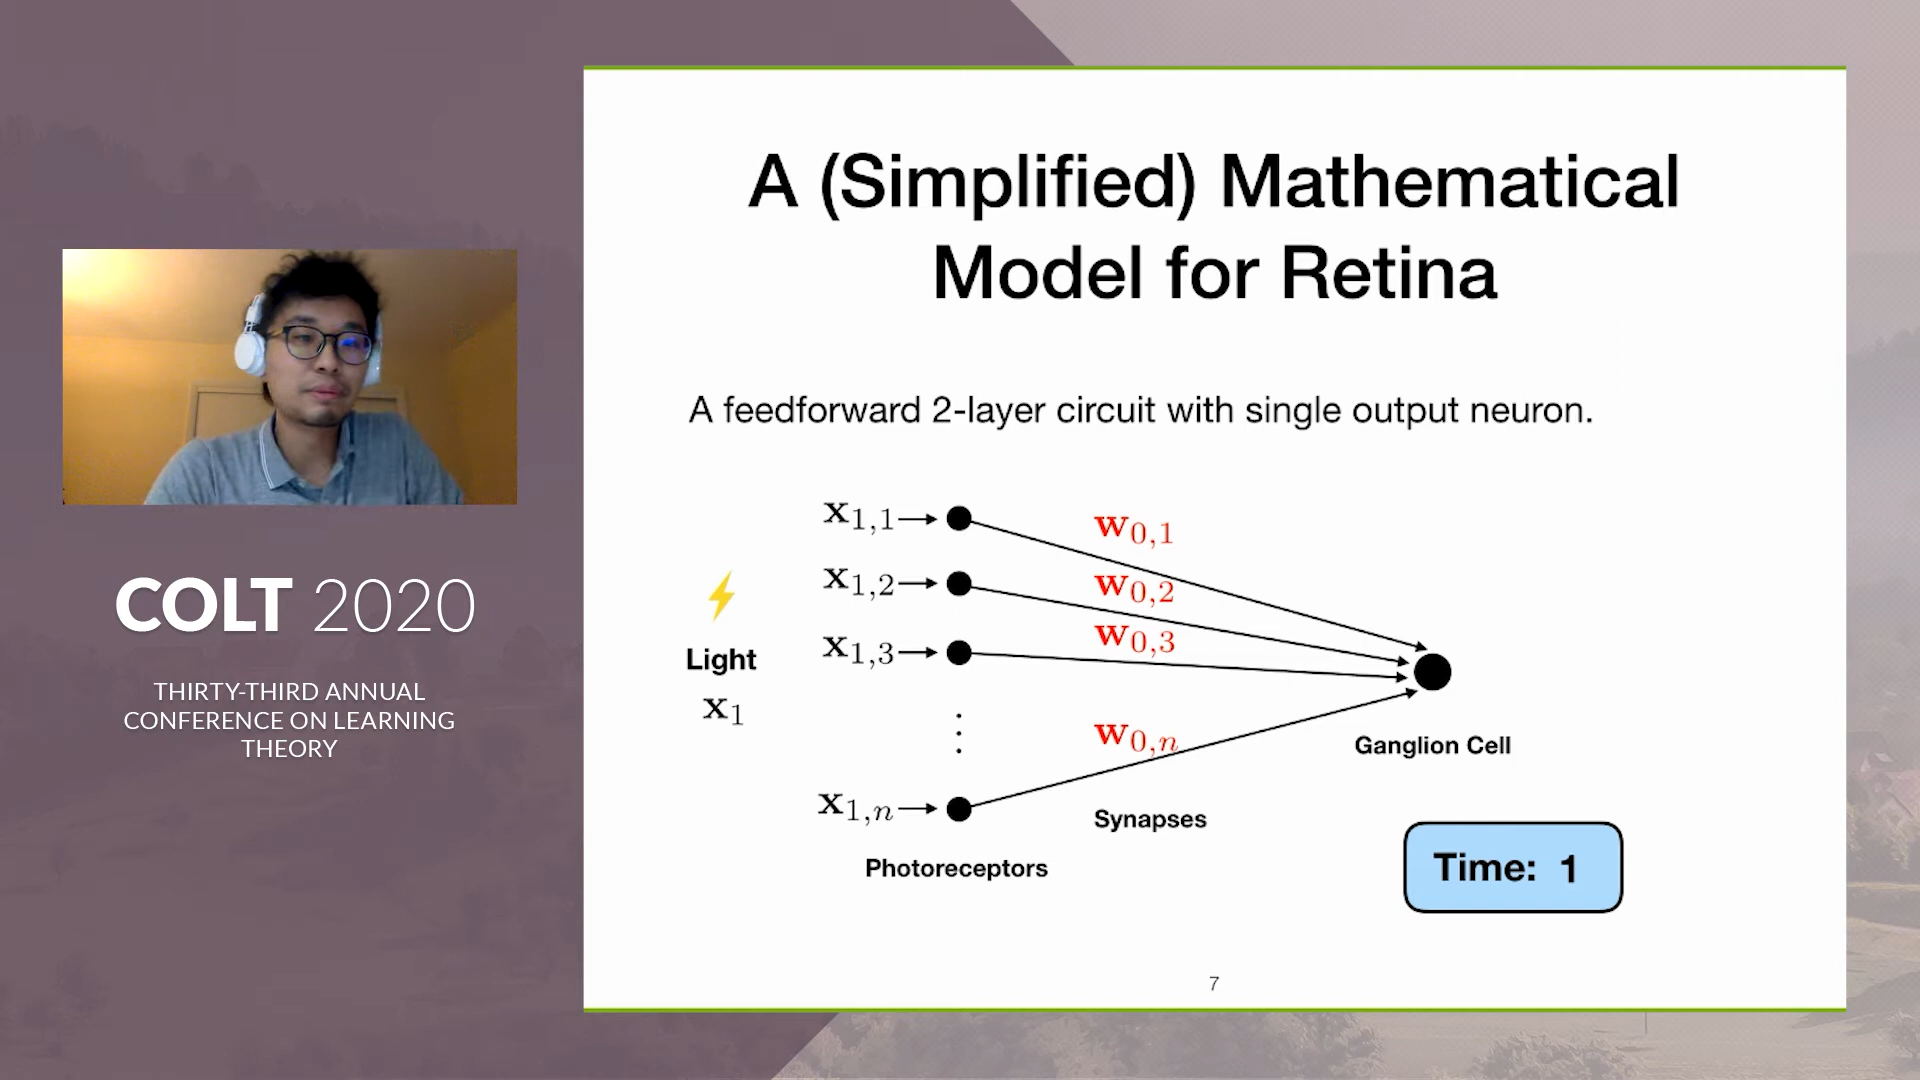 COLT 2020
THIRTY-THIRD ANNUAL
CONFERENCE ON LEARNING
THEORY
A (Simplified) Mathematical
Model for Retina
A feedforward 2-layer circuit with single output neuron.
x1,1
w0,1
x1,2
w0,2
x1,3
w0,3
Light
x1
⋮
w0,n
x1,n
Ganglion Cell
Synapses
Photoreceptors
Time: 1
7